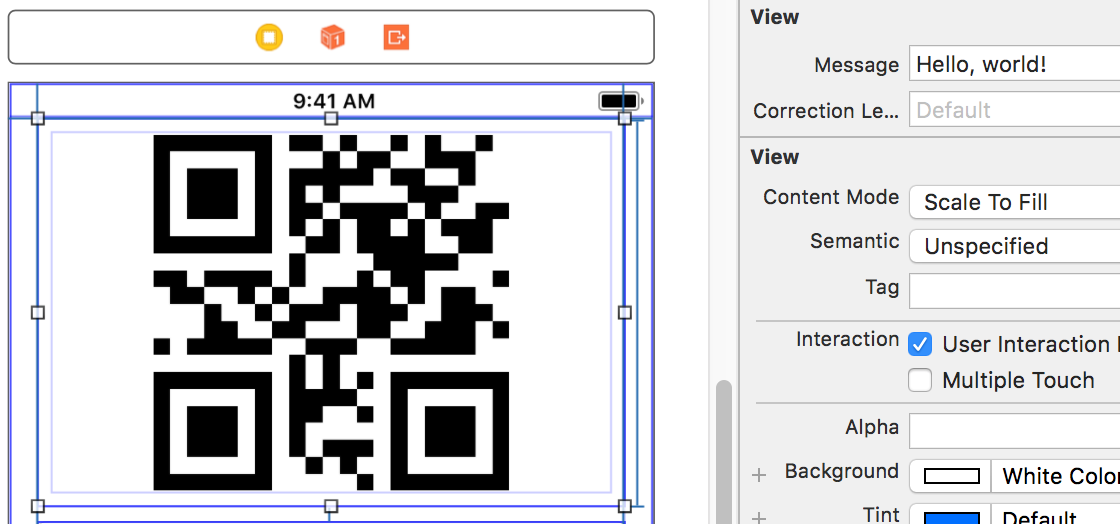 9:41 AM
View
Message Hello, world!
Correction Le... Default
View
Content Mode Scale To Fill
Semantic Unspecified
Tag
Interaction User Interaction
Multiple Touch
Alpha
Background White Color
Tint Default